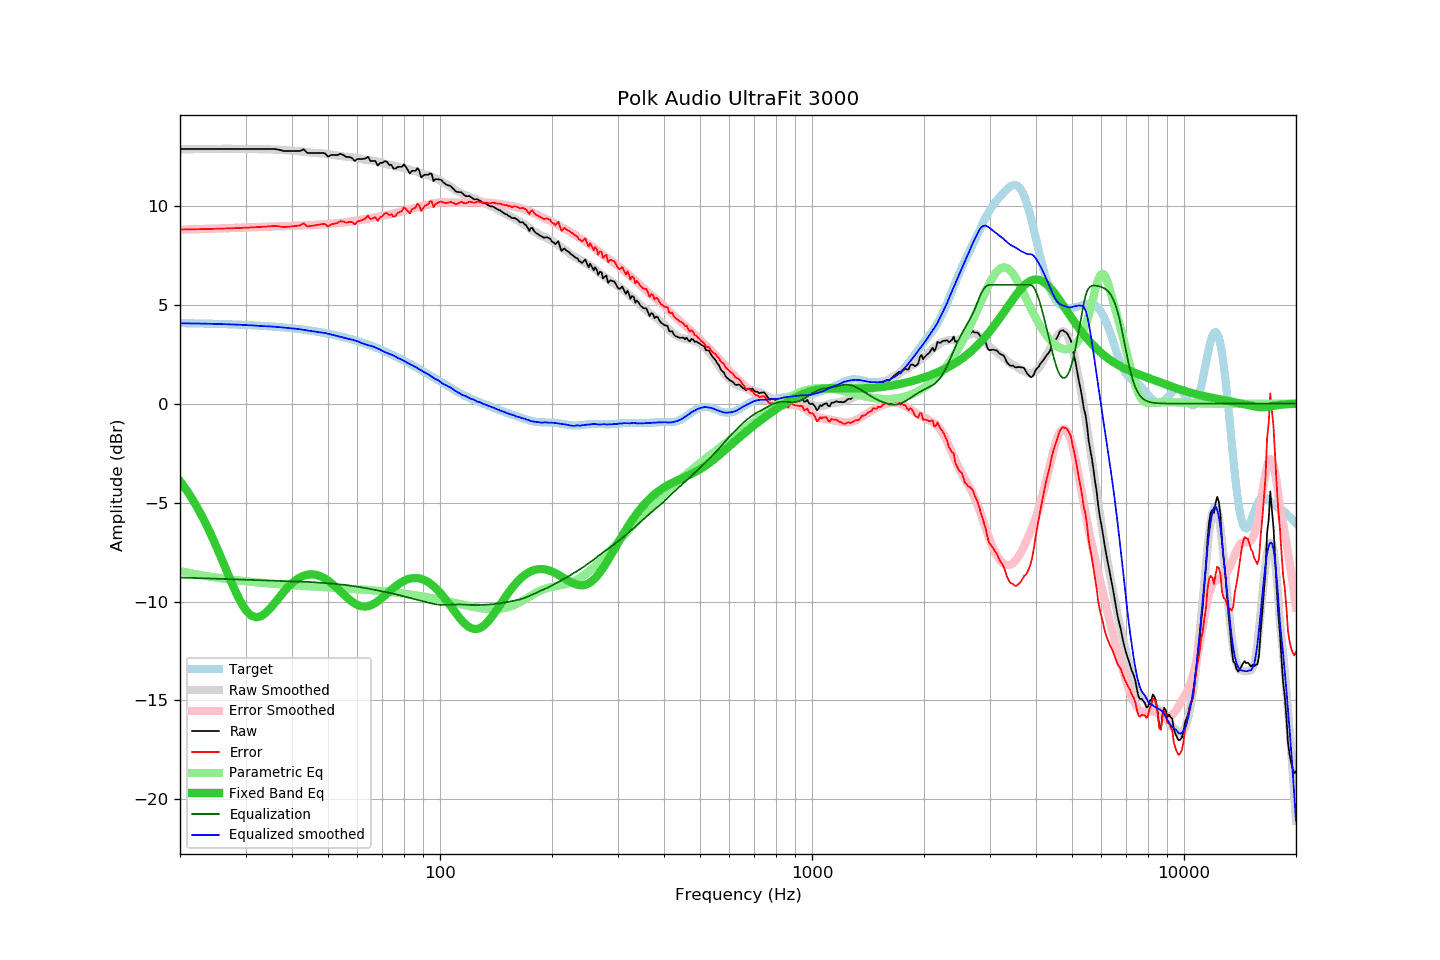 Polk Audio UltraFit 3000
Amplitude (dBr)
10
5
0
−5
−10
−15
−20
Target
Raw Smoothed
Error Smoothed
Raw
Error
Parametric Eq
Fixed Band Eq
Equalization
Equalized smoothed
100 1000 10000
Frequency (Hz)